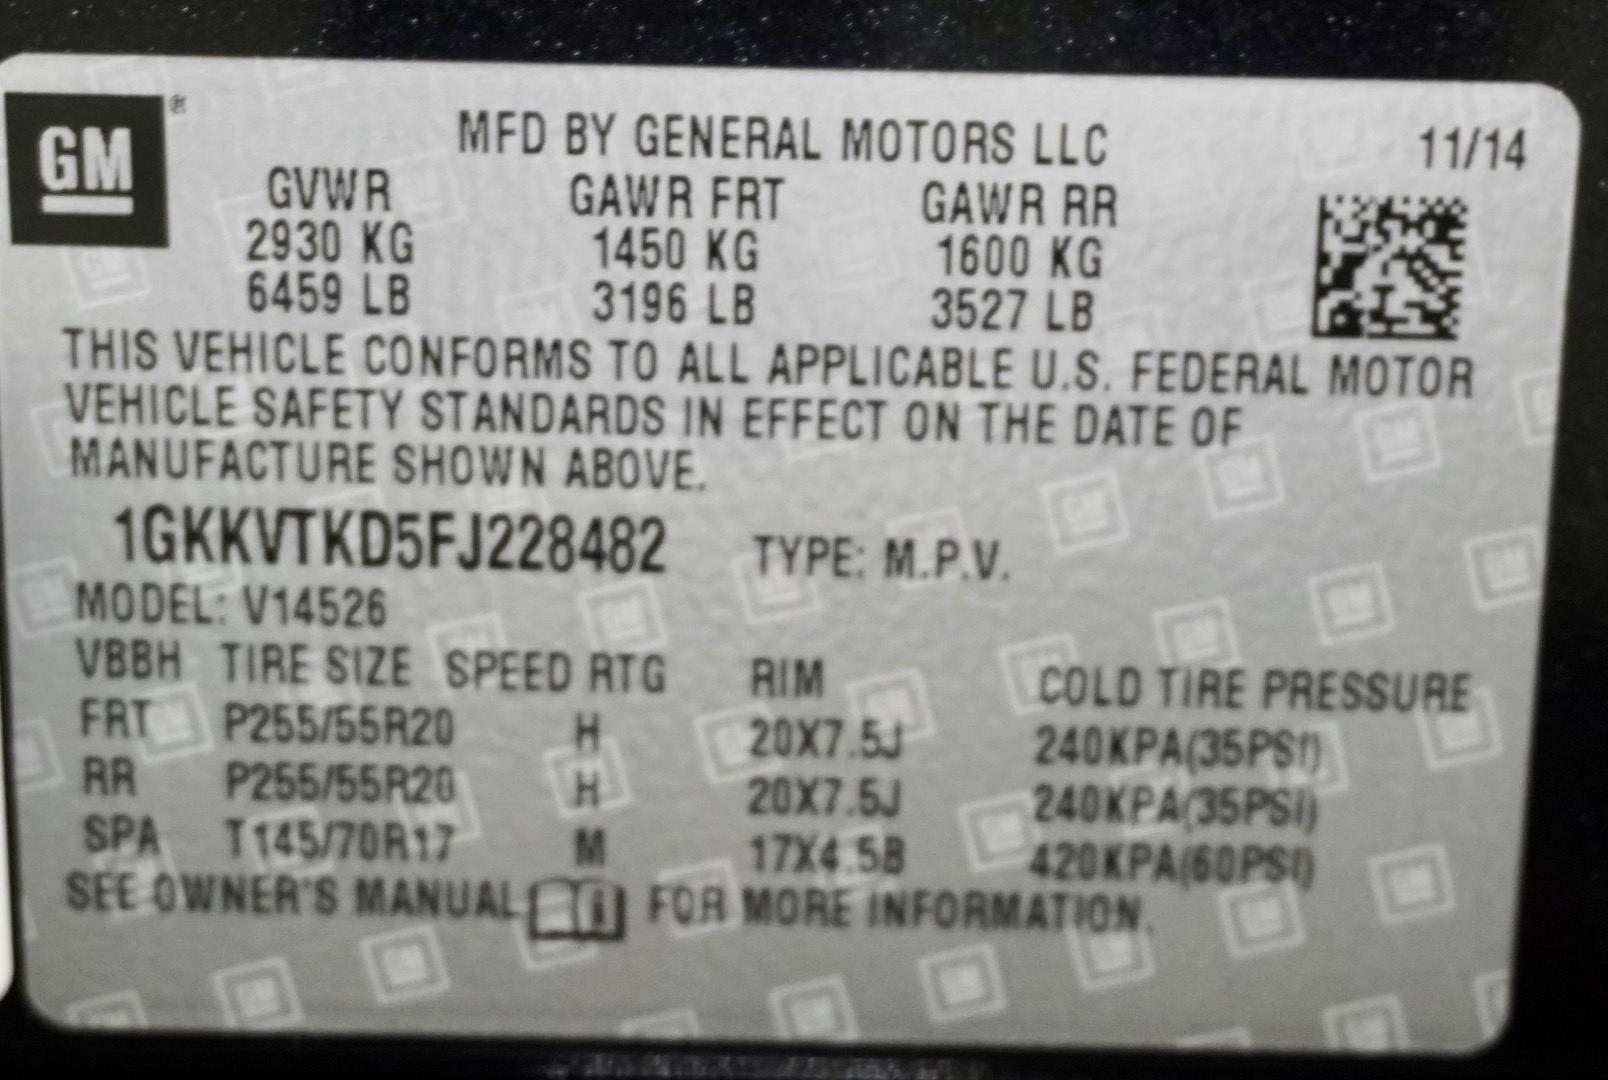 GM ®
MFD BY GENERAL MOTORS LLC 11/14
GVWR GAWR FRT GAWR RR
2930 KG 1450 KG 1600 KG
6459 LB 3196 LB 3527 LB
THIS VEHICLE CONFORMS TO ALL APPLICABLE U.S. FEDERAL MOTOR
VEHICLE SAFETY STANDARDS IN EFFECT ON THE DATE OF
MANUFACTURE SHOWN ABOVE.
1GKKVTKD5FJ228482 TYPE: M.P.V.
MODEL: V14526
VBBH TIRE SIZE SPEED RTG RIM COLD TIRE PRESSURE
FRT P255/55R20 H 20X7.5J 240KPA(35PSI)
RR P255/55R20 H 20X7.5J 240KPA(35PSI)
SPA T145/70R17 M 17X4.5B 420KPA(60PSI)
SEE OWNER'S MANUAL FOR MORE INFORMATION.